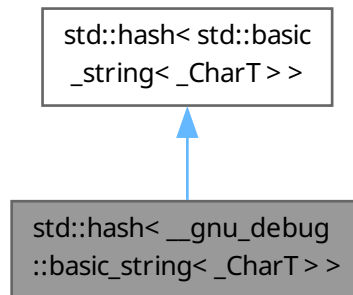 std::hash< std::basic
_string< _CharT > >
std::hash< __gnu_debug
::basic_string< _CharT > >